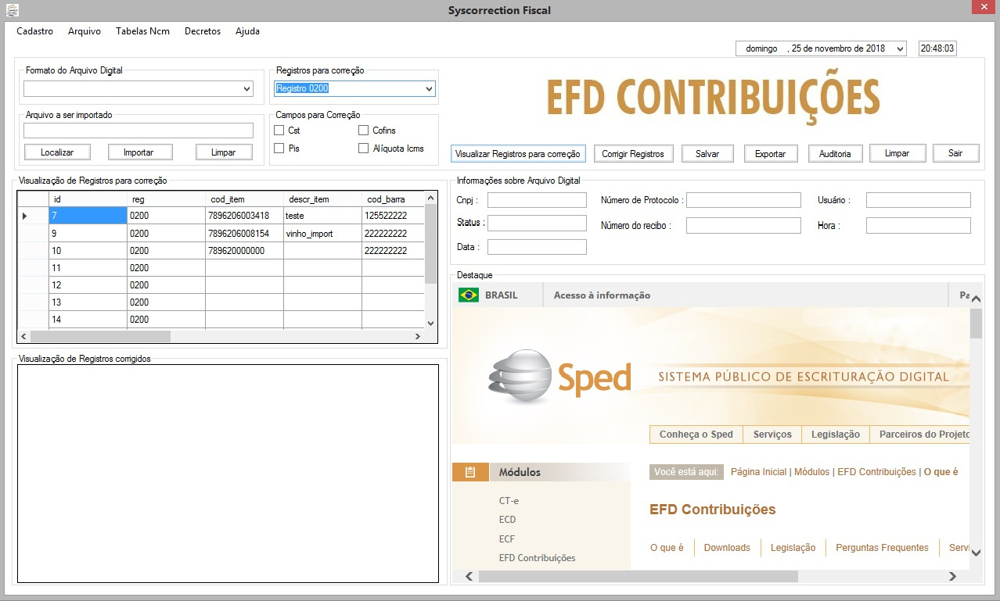 Syscorrection Fiscal
Cadastro Arquivo Tabelas Ncm Decretos Ajuda
domingo , 25 de novembro de 2018 20:48:03
Formato do Arquivo Digital
Registros para correção
Registro 0200
EFD CONTRIBUIÇÕES
Arquivo a ser importado
Campos para Correção
Cst Cofins
Pis Alíquota Icms
Localizar Importar Limpar
Visualizar Registros para correção Corrigir Registros Salvar Exportar Auditoria Limpar Sair
Visualização de Registros para correção
id reg cod_item descr_item cod_barra
7 0200 7896206003418 teste 125522222
9 0200 7896206008154 vinho_import 222222222
10 0200 789620000000 222222222
11 0200
12 0200
13 0200
14 0200
Informações sobre Arquivo Digital
Cnpj : Número de Protocolo : Usuário :
Status : Número do recibo : Hora :
Data :
Visualização de Registros corrigidos
Destaque
BRASIL Acesso à informação Pa
Sped SISTEMA PÚBLICO DE ESCRITURAÇÃO DIGITAL
Conheça o Sped Serviços Legislação Parceiros do Projeto
Módulos
CT-e
ECD
ECF
EFD Contribuições
Você está aqui: Página Inicial | Módulos | EFD Contribuições | O que é
EFD Contribuições
O que é Downloads Legislação Perguntas Frequentes Servi